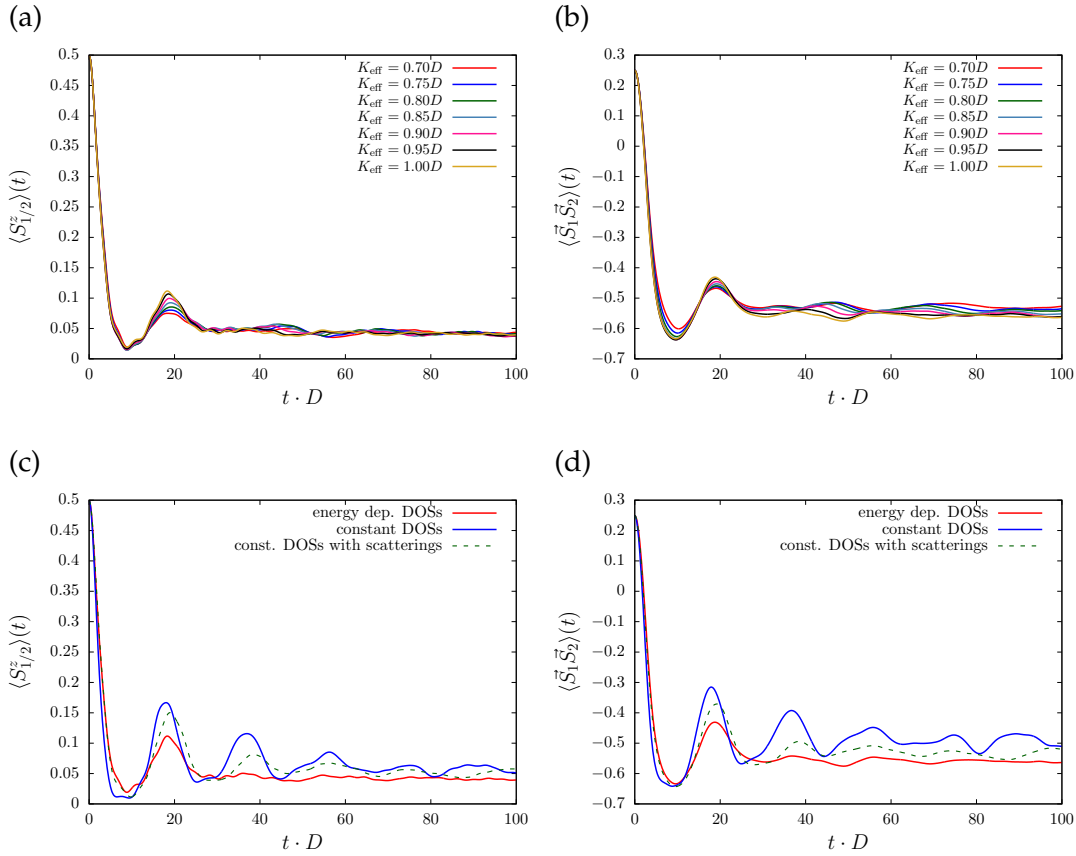 (a)
0.5
0.45
0.4
0.35
0.3
0.25
0.2
0.15
0.1
0.05
0
0 20 40 60 80 100
t · D
⟨S^z_{1/2}⟩(t)
K_eff = 0.70D
K_eff = 0.75D
K_eff = 0.80D
K_eff = 0.85D
K_eff = 0.90D
K_eff = 0.95D
K_eff = 1.00D
(b)
0.3
0.2
0.1
0
−0.1
−0.2
−0.3
−0.4
−0.5
−0.6
−0.7
0 20 40 60 80 100
t · D
⟨S⃗_1S⃗_2⟩(t)
K_eff = 0.70D
K_eff = 0.75D
K_eff = 0.80D
K_eff = 0.85D
K_eff = 0.90D
K_eff = 0.95D
K_eff = 1.00D
(c)
0.5
0.45
0.4
0.35
0.3
0.25
0.2
0.15
0.1
0.05
0
0 20 40 60 80 100
t · D
⟨S^z_{1/2}⟩(t)
energy dep. DOSs
constant DOSs
const. DOSs with scatterings
(d)
0.3
0.2
0.1
0
−0.1
−0.2
−0.3
−0.4
−0.5
−0.6
−0.7
0 20 40 60 80 100
t · D
⟨S⃗_1S⃗_2⟩(t)
energy dep. DOSs
constant DOSs
const. DOSs with scatterings